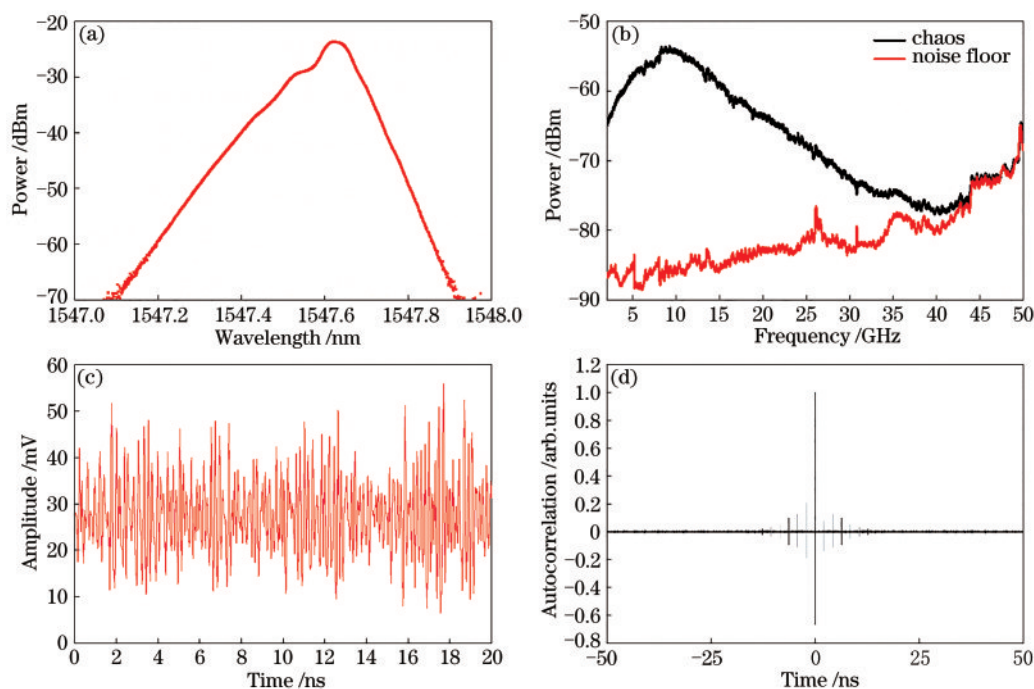 (a)
−20
−30
−40
−50
−60
−70
Power /dBm
1547.0 1547.2 1547.4 1547.6 1547.8 1548.0
Wavelength /nm
(b)
chaos
noise floor
−50
−60
−70
−80
−90
Power /dBm
5 10 15 20 25 30 35 40 45 50
Frequency /GHz
(c)
60
50
40
30
20
10
0
Amplitude /mV
0 2 4 6 8 10 12 14 16 18 20
Time /ns
(d)
1.2
1.0
0.8
0.6
0.4
0.2
0
−0.2
−0.4
−0.6
−0.8
Autocorrelation /arb.units
−50 −25 0 25 50
Time /ns